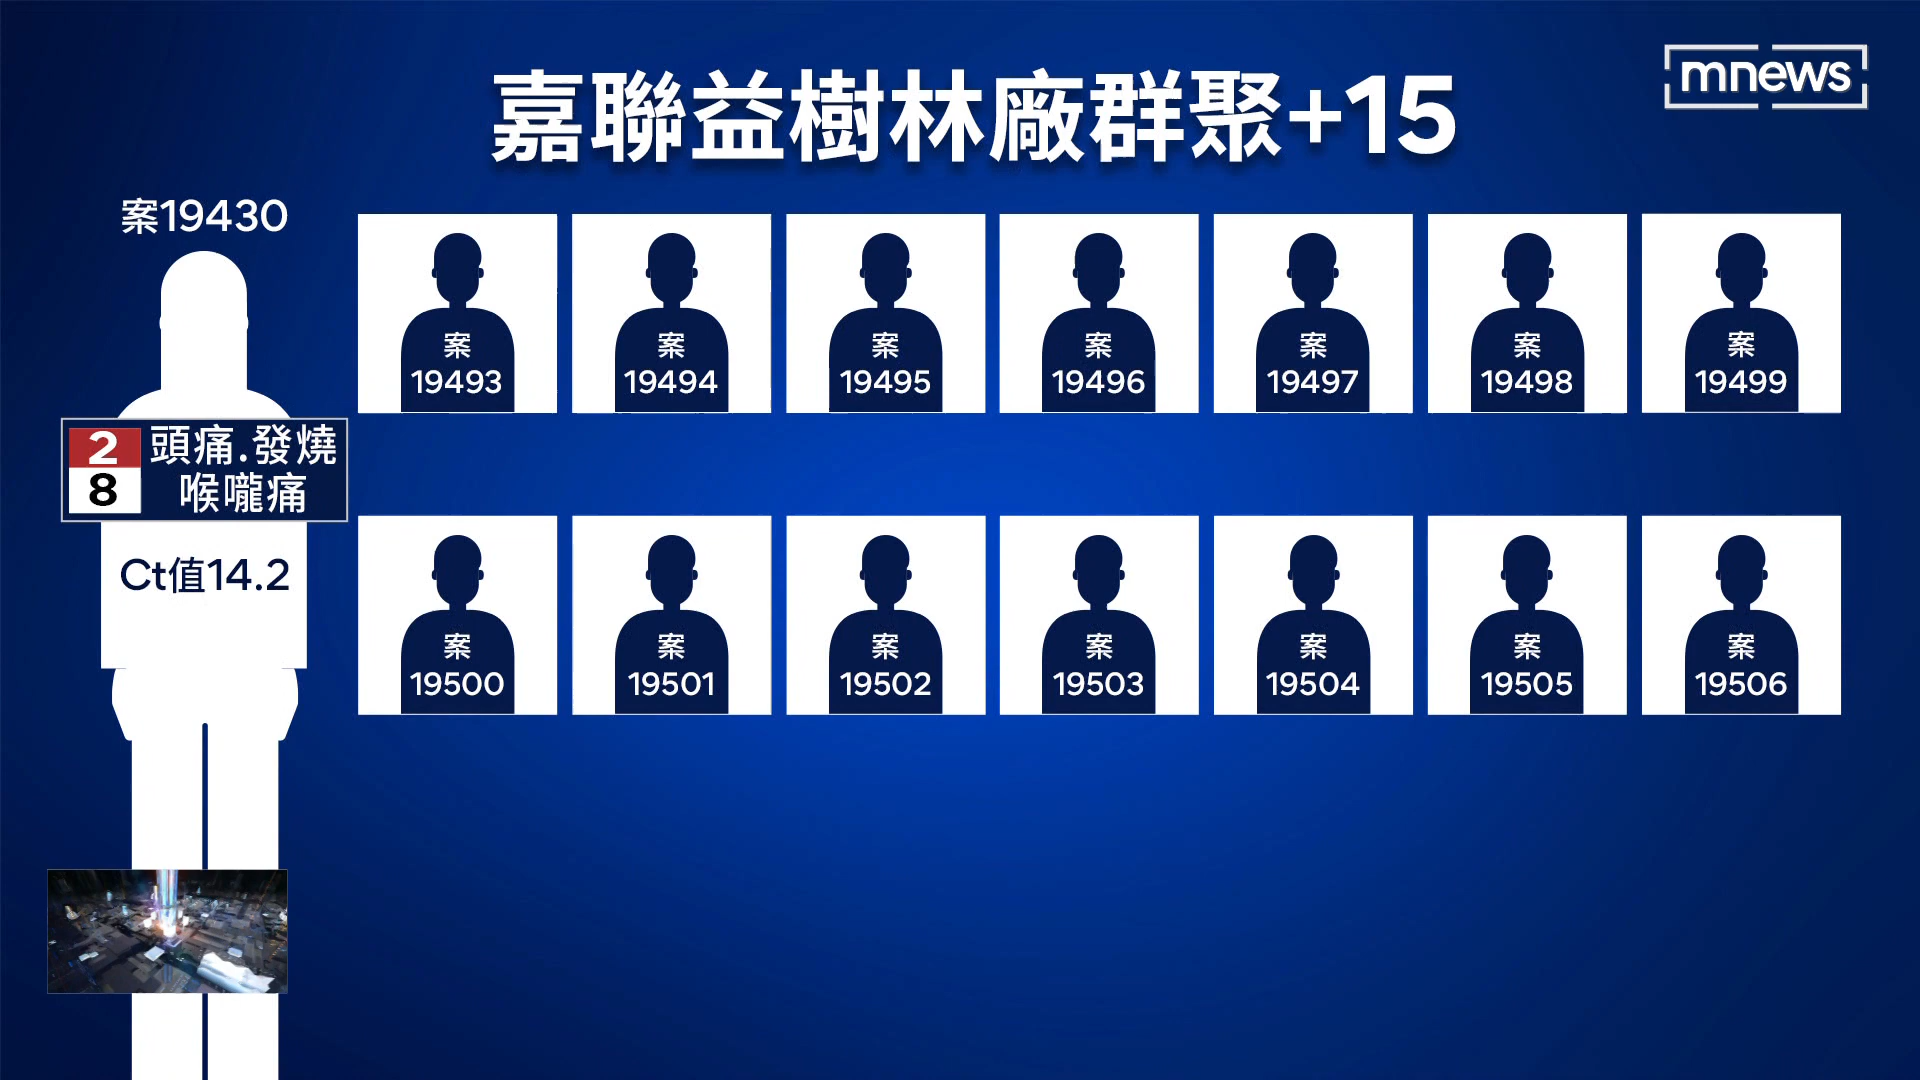 嘉聯益樹林廠群聚+15
mnews
案19430
2
8
頭痛.發燒
喉嚨痛
Ct值14.2
案
19493
案
19494
案
19495
案
19496
案
19497
案
19498
案
19499
案
19500
案
19501
案
19502
案
19503
案
19504
案
19505
案
19506